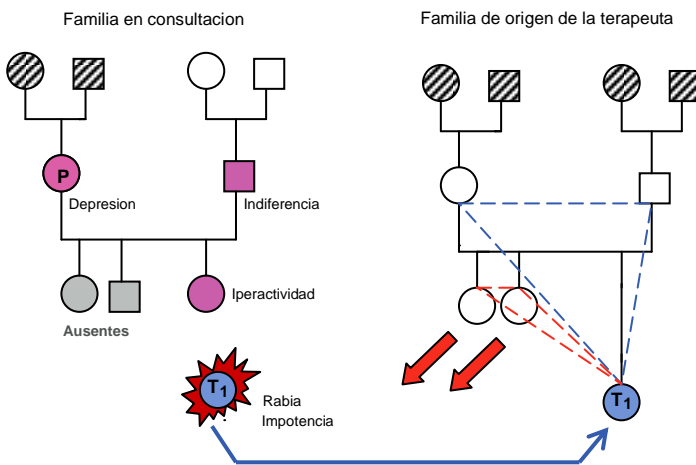 Familia en consultacion
Familia de origen de la terapeuta
P
Depresion
Indiferencia
Iperactividad
Ausentes
T1
Rabia
Impotencia
T1